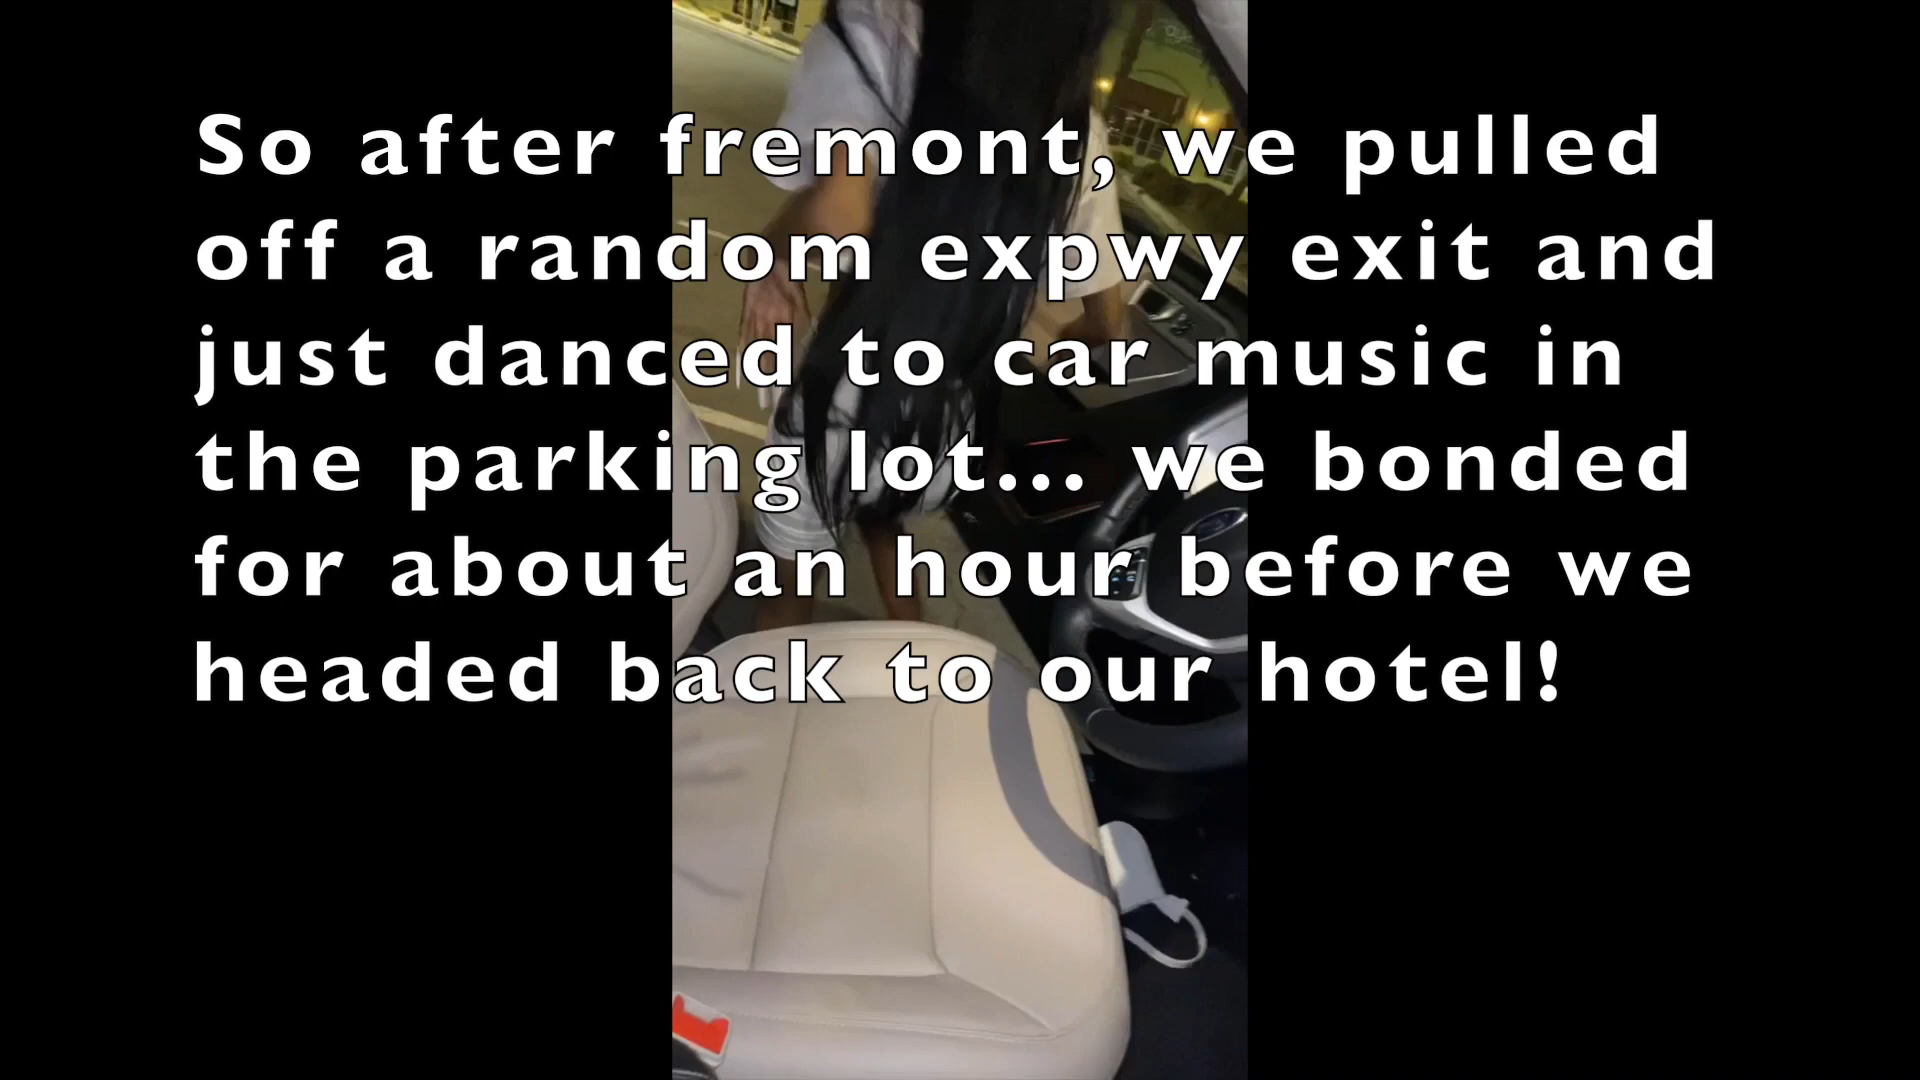 So after fremont, we pulled
off a random expwy exit and
just danced to car music in
the parking lot... we bonded
for about an hour before we
headed back to our hotel!